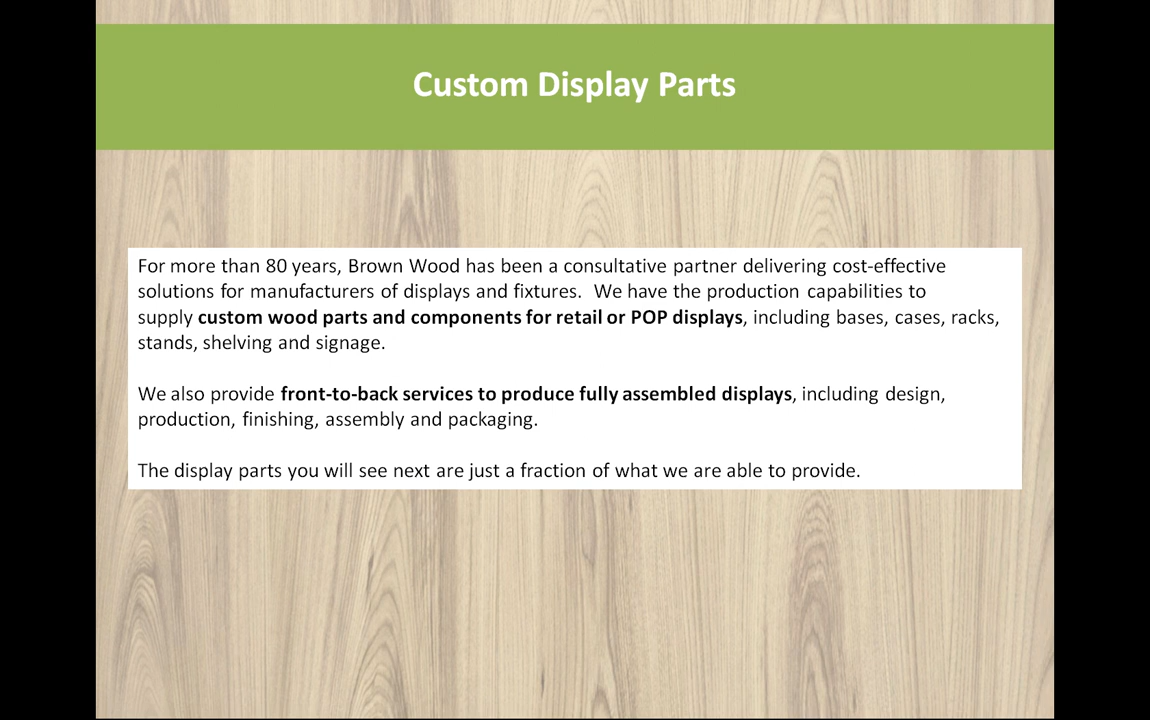 Custom Display Parts
For more than 80 years, Brown Wood has been a consultative partner delivering cost-effective
solutions for manufacturers of displays and fixtures.  We have the production capabilities to
supply custom wood parts and components for retail or POP displays, including bases, cases, racks,
stands, shelving and signage.
We also provide front-to-back services to produce fully assembled displays, including design,
production, finishing, assembly and packaging.
The display parts you will see next are just a fraction of what we are able to provide.